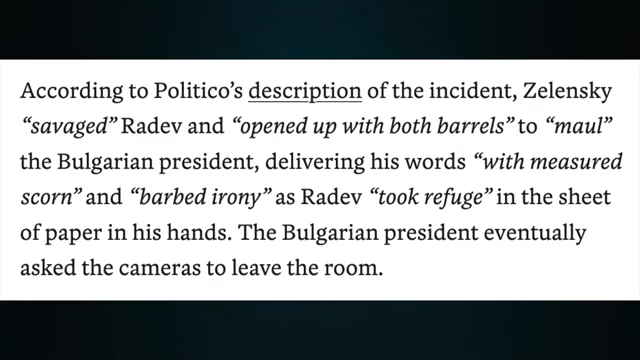 According to Politico’s description of the incident, Zelensky
“savaged” Radev and “opened up with both barrels” to “maul”
the Bulgarian president, delivering his words “with measured
scorn” and “barbed irony” as Radev “took refuge” in the sheet
of paper in his hands. The Bulgarian president eventually
asked the cameras to leave the room.